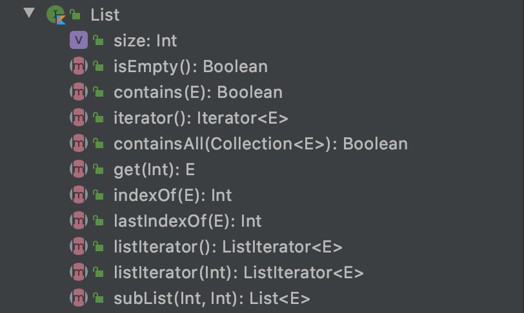 List
size: Int
isEmpty(): Boolean
contains(E): Boolean
iterator(): Iterator<E>
containsAll(Collection<E>): Boolean
get(Int): E
indexOf(E): Int
lastIndexOf(E): Int
listIterator(): ListIterator<E>
listIterator(Int): ListIterator<E>
subList(Int, Int): List<E>